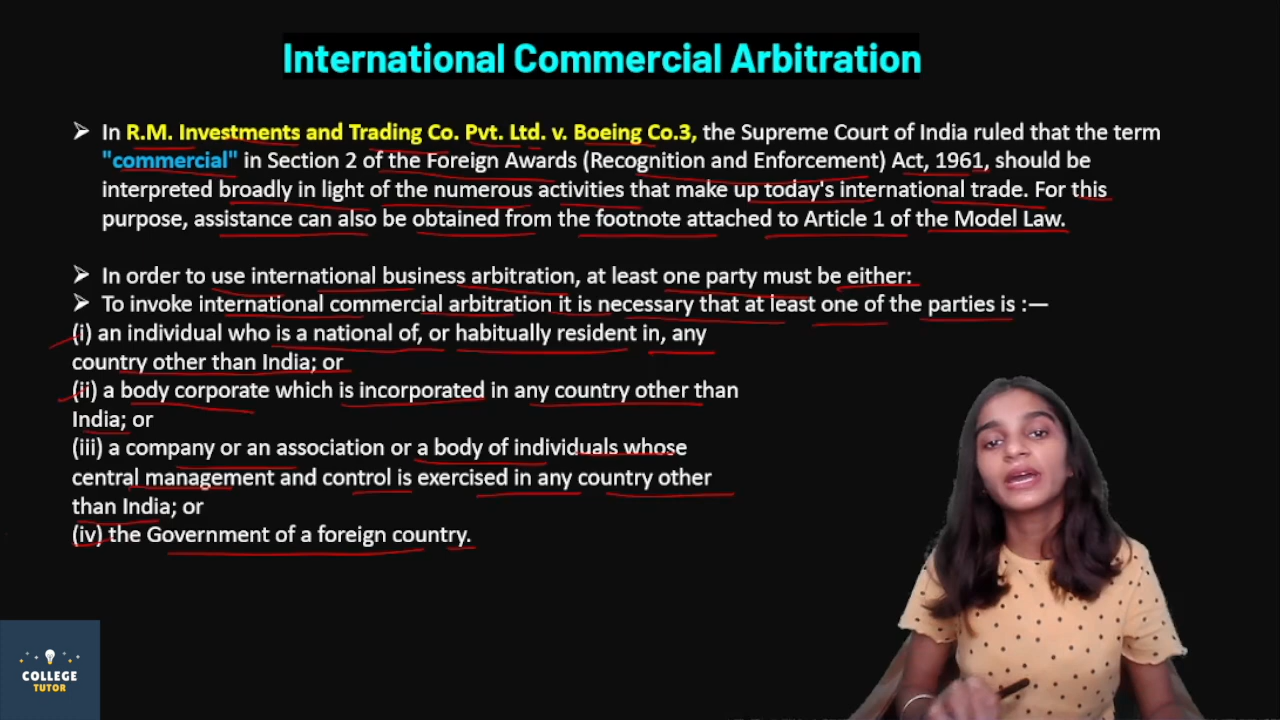 International Commercial Arbitration
➢ In R.M. Investments and Trading Co. Pvt. Ltd. v. Boeing Co.3, the Supreme Court of India ruled that the term
"commercial" in Section 2 of the Foreign Awards (Recognition and Enforcement) Act, 1961, should be
interpreted broadly in light of the numerous activities that make up today's international trade. For this
purpose, assistance can also be obtained from the footnote attached to Article 1 of the Model Law.
➢ In order to use international business arbitration, at least one party must be either:
➢ To invoke international commercial arbitration it is necessary that at least one of the parties is :—
(i) an individual who is a national of, or habitually resident in, any
country other than India; or
(ii) a body corporate which is incorporated in any country other than
India; or
(iii) a company or an association or a body of individuals whose
central management and control is exercised in any country other
than India; or
(iv) the Government of a foreign country.
COLLEGE
TUTOR